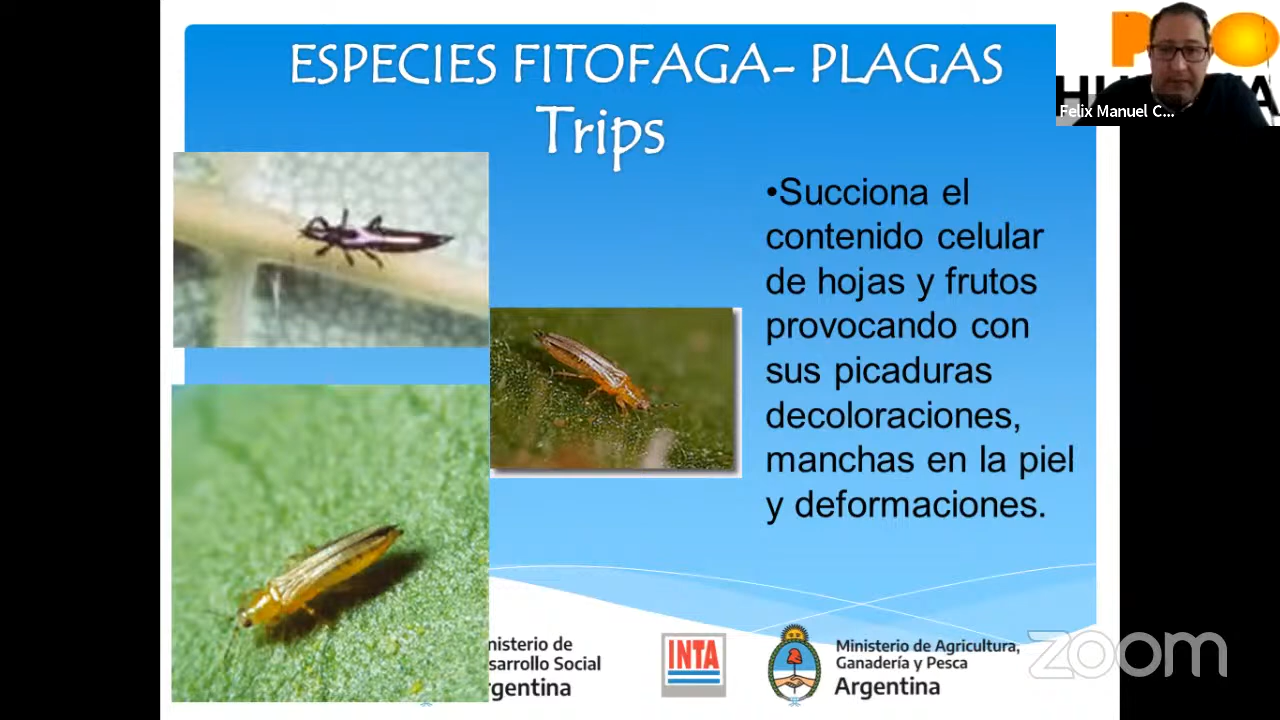 ESPECIES FITOFAGA- PLAGAS
Trips
Felix Manuel C...
•Succiona el
contenido celular
de hojas y frutos
provocando con
sus picaduras
decoloraciones,
manchas en la piel
y deformaciones.
nisterio de
sarrollo Social
rgentina
INTA
Ministerio de Agricultura,
Ganadería y Pesca
Argentina
zoom